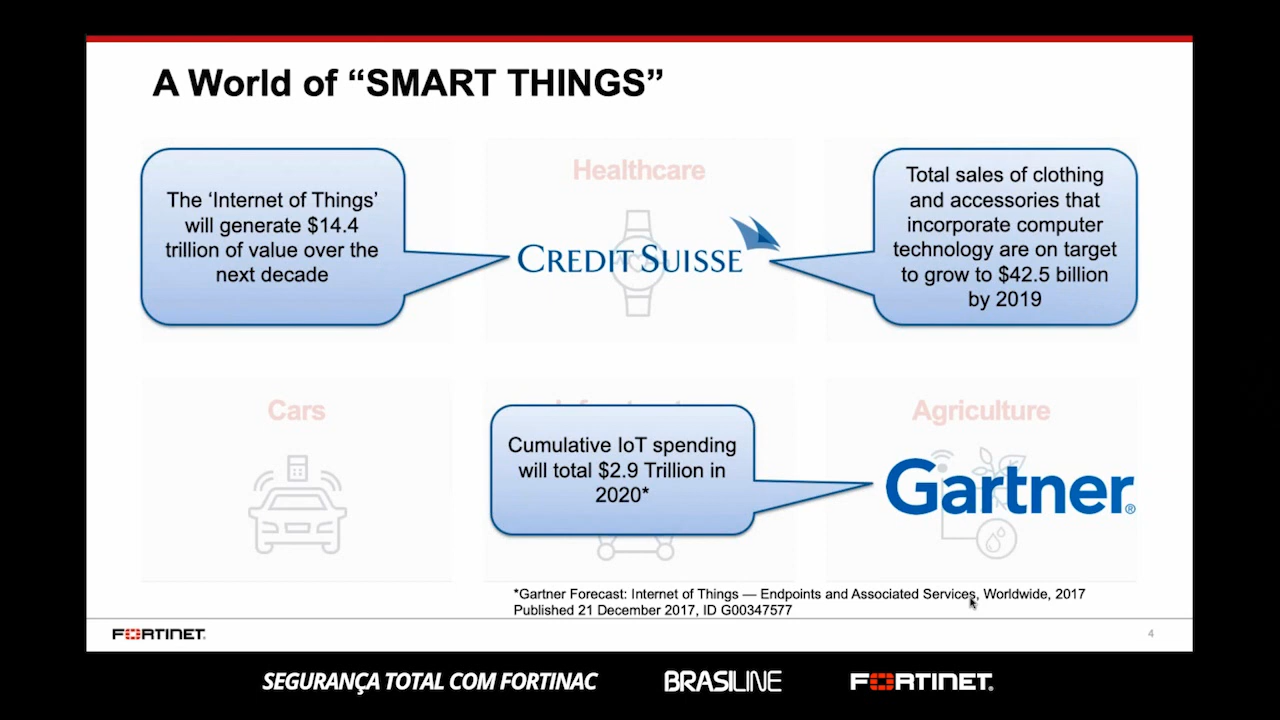 A World of “SMART THINGS”
Healthcare
The ‘Internet of Things’
will generate $14.4
trillion of value over the
next decade
CREDIT SUISSE
Total sales of clothing
and accessories that
incorporate computer
technology are on target
to grow to $42.5 billion
by 2019
Cars
Agriculture
Cumulative IoT spending
will total $2.9 Trillion in
2020*
Gartner®
*Gartner Forecast: Internet of Things — Endpoints and Associated Services, Worldwide, 2017
Published 21 December 2017, ID G00347577
FORTINET
4
SEGURANÇA TOTAL COM FORTINAC
BRASILINE
FORTINET